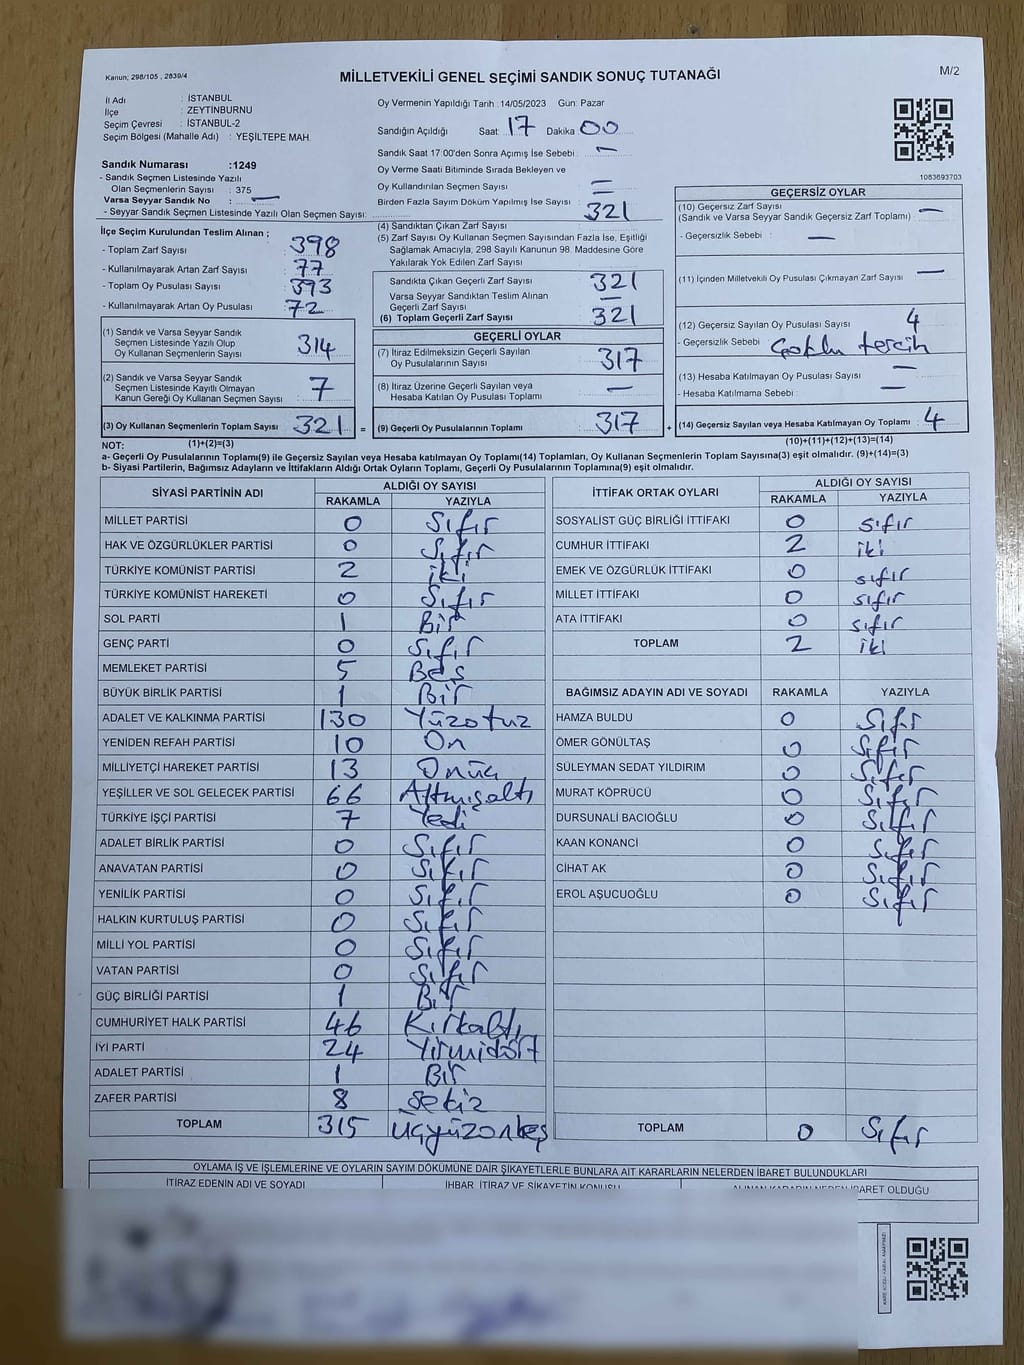 Kanun; 298/105 , 2839/4
MİLLETVEKİLİ GENEL SEÇİMİ SANDIK SONUÇ TUTANAĞI
M/2
İl Adı : İSTANBUL
İlçe : ZEYTİNBURNU
Seçim Çevresi : İSTANBUL-2
Seçim Bölgesi (Mahalle Adı) : YEŞİLTEPE MAH.
Sandık Numarası :1249
- Sandık Seçmen Listesinde Yazılı
Olan Seçmenlerin Sayısı : 375
Varsa Seyyar Sandık No : —
- Seyyar Sandık Seçmen Listesinde Yazılı Olan Seçmen Sayısı:
Oy Vermenin Yapıldığı Tarih :14/05/2023 Gün: Pazar
Sandığın Açıldığı Saat: 17 Dakika 00
Sandık Saat 17:00'den Sonra Açımış İse Sebebi : —
Oy Verme Saati Bitiminde Sırada Bekleyen ve
Oy Kullandırılan Seçmen Sayısı : —
Birden Fazla Sayım Döküm Yapılmış İse Sayısı : —
1083693703
İlçe Seçim Kurulundan Teslim Alınan ;
- Toplam Zarf Sayısı : 398
- Kullanılmayarak Artan Zarf Sayısı : 77
- Toplam Oy Pusulası Sayısı : 393
- Kullanılmayarak Artan Oy Pusulası : 72
(1) Sandık ve Varsa Seyyar Sandık
Seçmen Listesinde Yazılı Olup
Oy Kullanan Seçmenlerin Sayısı : 314
(2) Sandık ve Varsa Seyyar Sandık
Seçmen Listesinde Kayıtlı Olmayan
Kanun Gereği Oy Kullanan Seçmen Sayısı : 7
(3) Oy Kullanan Seçmenlerin Toplam Sayısı : 321 =
(4) Sandıktan Çıkan Zarf Sayısı : 321
(5) Zarf Sayısı Oy Kullanan Seçmen Sayısından Fazla İse, Eşitliği
Sağlamak Amacıyla, 298 Sayılı Kanunun 98. Maddesine Göre
Yakılarak Yok Edilen Zarf Sayısı :
Sandıkta Çıkan Geçerli Zarf Sayısı : 321
Varsa Seyyar Sandıktan Teslim Alınan
Geçerli Zarf Sayısı : —
(6) Toplam Geçerli Zarf Sayısı : 321
GEÇERLİ OYLAR
(7) İtiraz Edilmeksizin Geçerli Sayılan
Oy Pusulalarının Sayısı : 317
(8) İtiraz Üzerine Geçerli Sayılan veya
Hesaba Katılan Oy Pusulası Toplamı : —
(9) Geçerli Oy Pusulalarının Toplamı : 317 +
GEÇERSİZ OYLAR
(10) Geçersiz Zarf Sayısı : —
(Sandık ve Varsa Seyyar Sandık Geçersiz Zarf Toplamı)
- Geçersizlik Sebebi : —
(11) İçinden Milletvekili Oy Pusulası Çıkmayan Zarf Sayısı : —
(12) Geçersiz Sayılan Oy Pusulası Sayısı : 4
- Geçersizlik Sebebi : Çoklu tercih
(13) Hesaba Katılmayan Oy Pusulası Sayısı : —
- Hesaba Katılmama Sebebi : —
(14) Geçersiz Sayılan veya Hesaba Katılmayan Oy Pusulası Toplamı : 4
NOT: (1)+(2)=(3) (10)+(11)+(12)+(13)=(14)
a- Geçerli Oy Pusulalarının Toplamı(9) ile Geçersiz Sayılan veya Hesaba katılmayan Oy Toplamı(14) Toplamları, Oy Kullanan Seçmenlerin Toplam Sayısına(3) eşit olmalıdır. (9)+(14)=(3)
b- Siyasi Partilerin, Bağımsız Adayların ve İttifakların Aldığı Ortak Oyların Toplamı, Geçerli Oy Pusulalarının Toplamına(9) eşit olmalıdır.
SİYASİ PARTİNİN ADI ALDIĞI OY SAYISI
RAKAMLA YAZIYLA
MİLLET PARTİSİ 0 Sıfır
HAK VE ÖZGÜRLÜKLER PARTİSİ 0 Sıfır
TÜRKİYE KOMÜNİST PARTİSİ 2 iki
TÜRKİYE KOMÜNİST HAREKETİ 0 Sıfır
SOL PARTİ 1 Bir
GENÇ PARTİ 0 Sıfır
MEMLEKET PARTİSİ 5 Beş
BÜYÜK BİRLİK PARTİSİ 1 Bir
ADALET VE KALKINMA PARTİSİ 130 Yüzotuz
YENİDEN REFAH PARTİSİ 10 On
MİLLİYETÇİ HAREKET PARTİSİ 13 Onüç
YEŞİLLER VE SOL GELECEK PARTİSİ 66 Altmışaltı
TÜRKİYE İŞÇİ PARTİSİ 7 Yedi
ADALET BİRLİK PARTİSİ 0 Sıfır
ANAVATAN PARTİSİ 0 Sıfır
YENİLİK PARTİSİ 0 Sıfır
HALKIN KURTULUŞ PARTİSİ 0 Sıfır
MİLLİ YOL PARTİSİ 0 Sıfır
VATAN PARTİSİ 0 Sıfır
GÜÇ BİRLİĞİ PARTİSİ 1 Bir
CUMHURİYET HALK PARTİSİ 46 Kırkaltı
İYİ PARTİ 24 Yirmidört
ADALET PARTİSİ 1 Bir
ZAFER PARTİSİ 8 Sekiz
TOPLAM 315 Üçyüzonbeş
İTTİFAK ORTAK OYLARI ALDIĞI OY SAYISI
RAKAMLA YAZIYLA
SOSYALİST GÜÇ BİRLİĞİ İTTİFAKI 0 sıfır
CUMHUR İTTİFAKI 2 iki
EMEK VE ÖZGÜRLÜK İTTİFAKI 0 sıfır
MİLLET İTTİFAKI 0 sıfır
ATA İTTİFAKI 0 sıfır
TOPLAM 2 iki
BAĞIMSIZ ADAYIN ADI VE SOYADI RAKAMLA YAZIYLA
HAMZA BULDU 0 Sıfır
ÖMER GÖNÜLTAŞ 0 Sıfır
SÜLEYMAN SEDAT YILDIRIM 0 Sıfır
MURAT KÖPRÜCÜ 0 Sıfır
DURSUNALİ BACIOĞLU 0 Sıfır
KAAN KONANCİ 0 Sıfır
CİHAT AK 0 Sıfır
EROL AŞUCUOĞLU 0 Sıfır
TOPLAM 0 Sıfır
OYLAMA İŞ VE İŞLEMLERİNE VE OYLARIN SAYIM DÖKÜMÜNE DAİR ŞİKAYETLERLE BUNLARA AİT KARARLARIN NELERDEN İBARET BULUNDUKLARI
İTİRAZ EDENİN ADI VE SOYADI İHBAR, İTİRAZ VE ŞİKAYETİN KONUSU ALINAN KARARIN NEDEN İBARET OLDUĞU